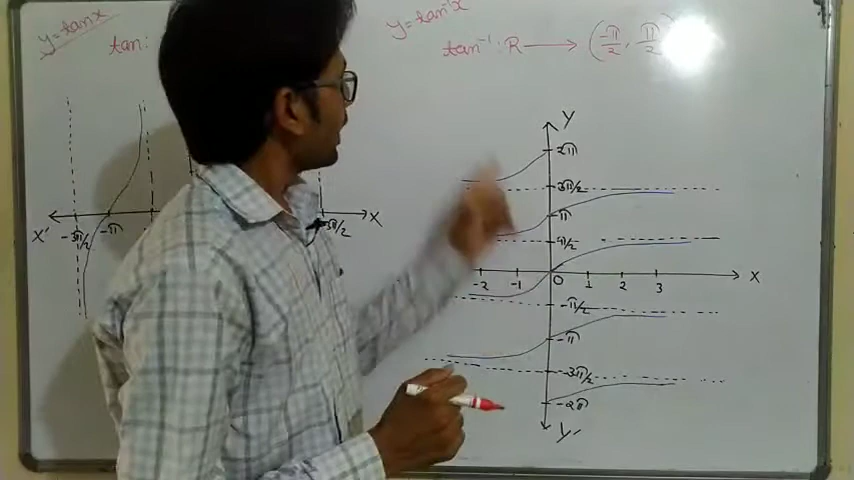 y=tanx
tan:
y=tan⁻¹x
tan⁻¹: R → (-π/2, π/2)
X'
-3π/2
-π
3π/2
X
Y
2π
3π/2
π
π/2
-2 -1 0 1 2 3
X
-π/2
-π
-3π/2
-2π
Y'